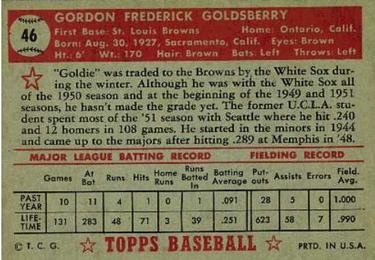 46
GORDON FREDERICK GOLDSBERRY
First Base: St. Louis Browns Home: Ontario, Calif.
Born: Aug. 30, 1927, Sacramento, Calif. Eyes: Brown
Ht.: 6' Wt.: 170 Hair: Brown Bats: Left Throws: Left
"Goldie" was traded to the Browns by the White Sox during the winter. Although he was with the White Sox all
of the 1950 season and at the beginning of the 1949 and 1951
seasons, he hasn't made the grade yet. The former U.C.L.A. student spent most of the '51 season with Seattle where he hit .240
and 12 homers in 108 games. He started in the minors in 1944
and came up to the majors after hitting .289 at Memphis in '48.
MAJOR LEAGUE BATTING RECORD FIELDING RECORD
Games At Bat Runs Hits Home Runs Runs Batted In Batting Average Put-outs Assists Errors Field. Avg.
PAST YEAR 10 11 4 1 0 1 .091 28 5 0 1.000
LIFE-TIME 131 283 48 71 3 39 .251 623 58 7 .990
© T. C. G. TOPPS BASEBALL PRTD. IN U.S.A.